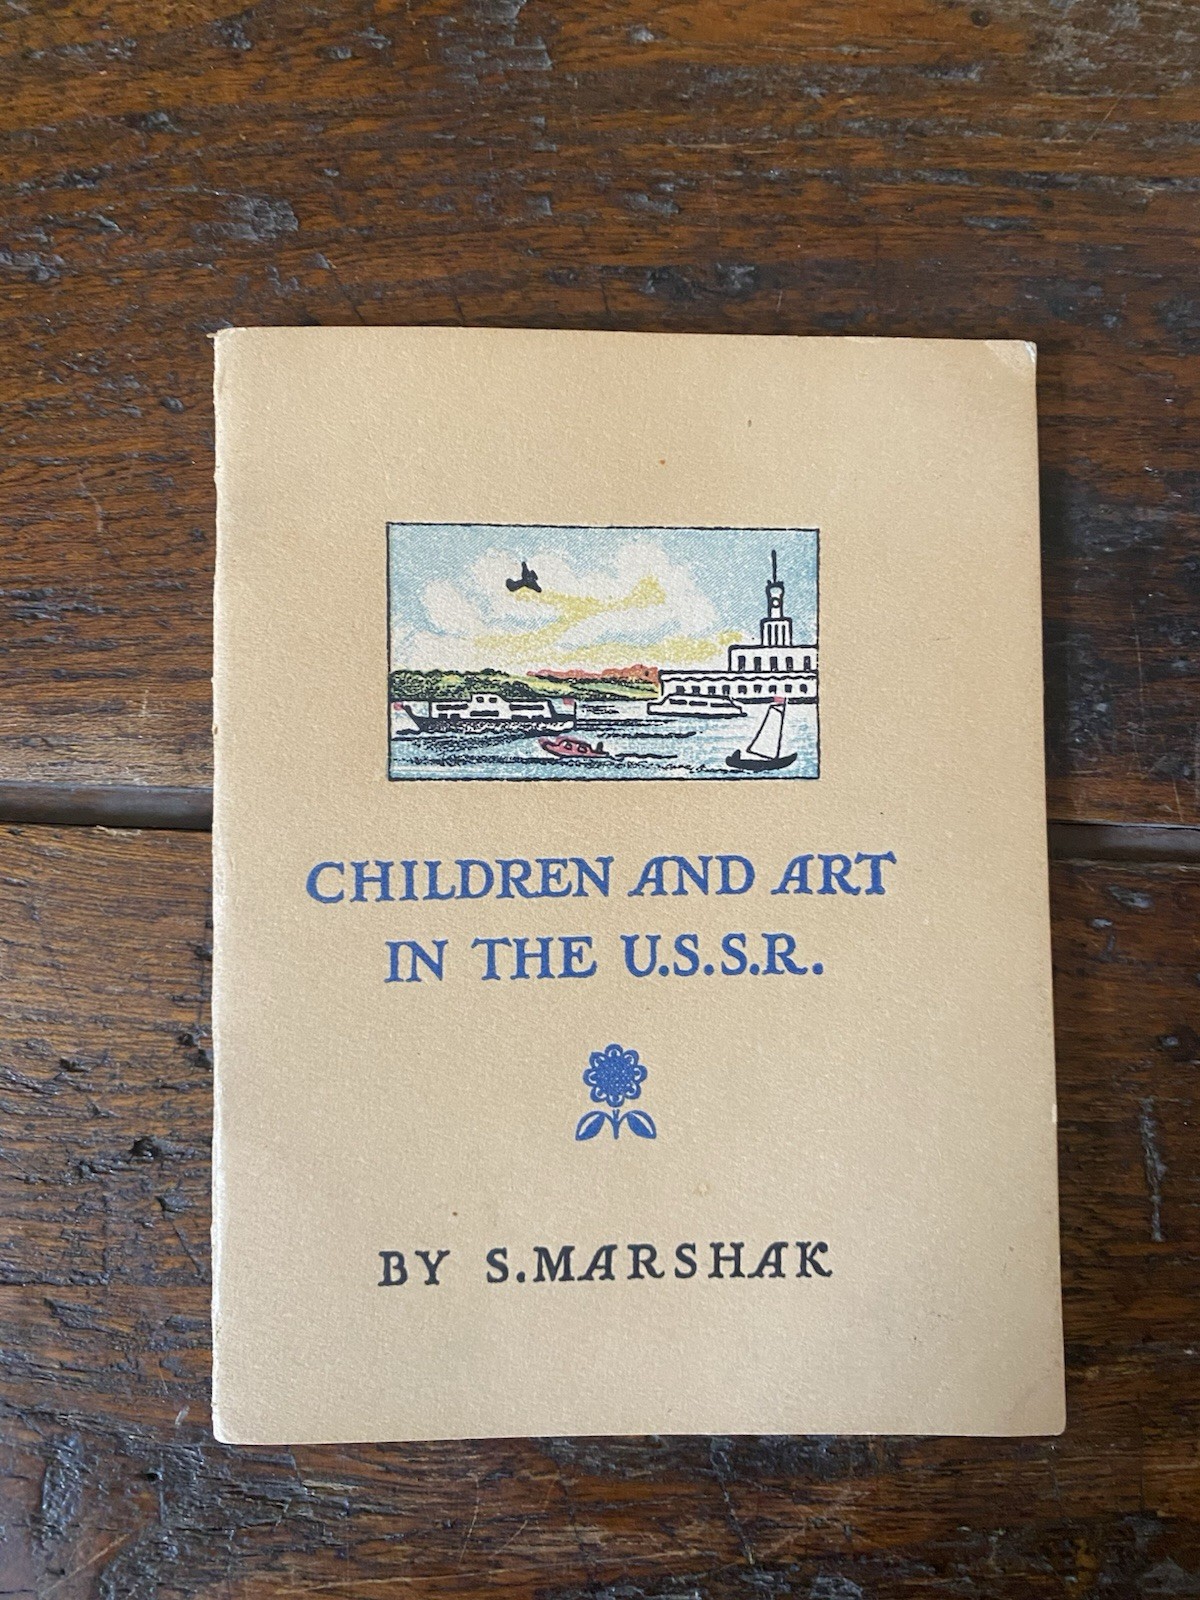 CHILDREN AND ART
IN THE U.S.S.R.
BY S.MARSHAK